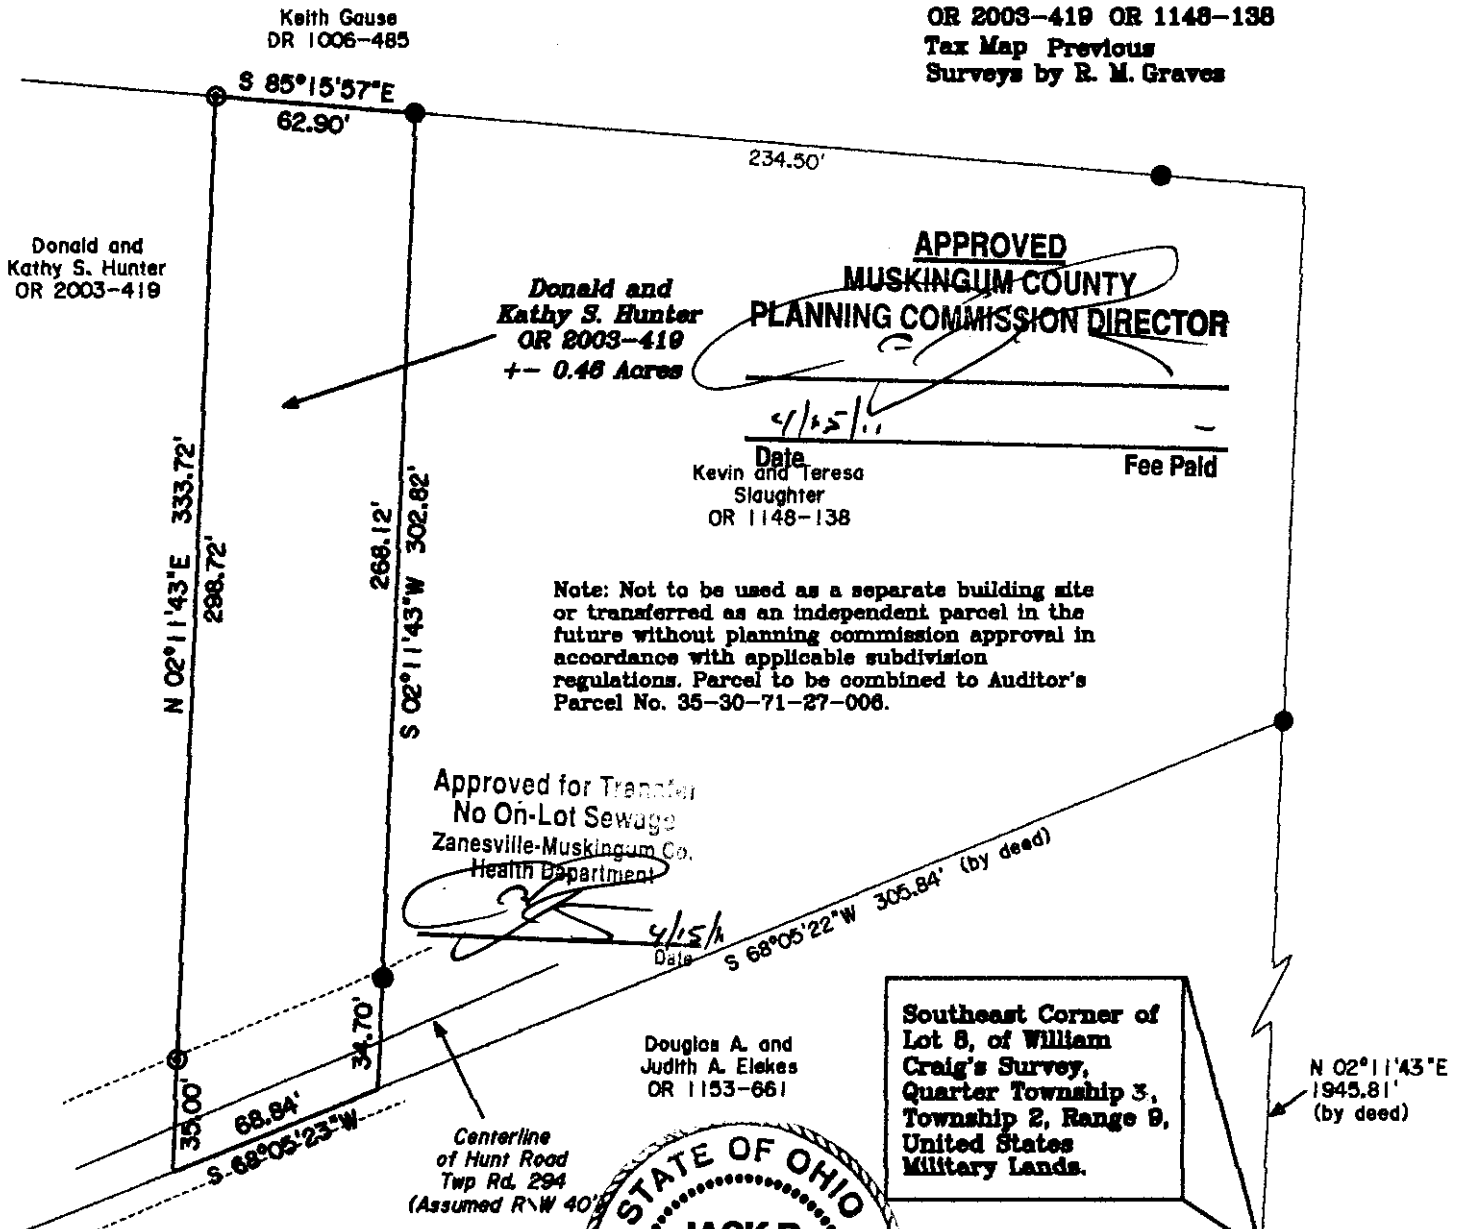 Keith Gause
DR 1006-485
OR 2003-419 OR 1148-138
Tax Map Previous
Surveys by R. M. Graves
S 85°15'57"E
62.90'
234.50'
Donald and
Kathy S. Hunter
OR 2003-419
Donald and
Kathy S. Hunter
OR 2003-419
+- 0.46 Acres
APPROVED
MUSKINGUM COUNTY
PLANNING COMMISSION DIRECTOR
Date
Fee Paid
Kevin and Teresa
Slaughter
OR 1148-138
N 02°11'43"E 333.72'
298.72'
268.12'
S 02°11'43"W 302.82'
Note: Not to be used as a separate building site
or transferred as an independent parcel in the
future without planning commission approval in
accordance with applicable subdivision
regulations. Parcel to be combined to Auditor's
Parcel No. 35-30-71-27-006.
Approved for Transfer
No On-Lot Sewage
Zanesville-Muskingum Co.
Health Department
Date
S 68°05'22"W 305.84' (by deed)
34.70'
35.00'
68.84'
S 68°05'23"W
Centerline
of Hunt Road
Twp Rd. 294
(Assumed R\W 40')
Douglas A. and
Judith A. Elekes
OR 1153-661
Southeast Corner of
Lot 8, of William
Craig's Survey,
Quarter Township 3,
Township 2, Range 9,
United States
Military Lands.
N 02°11'43"E
1945.81'
(by deed)
STATE OF OHIO
JACK